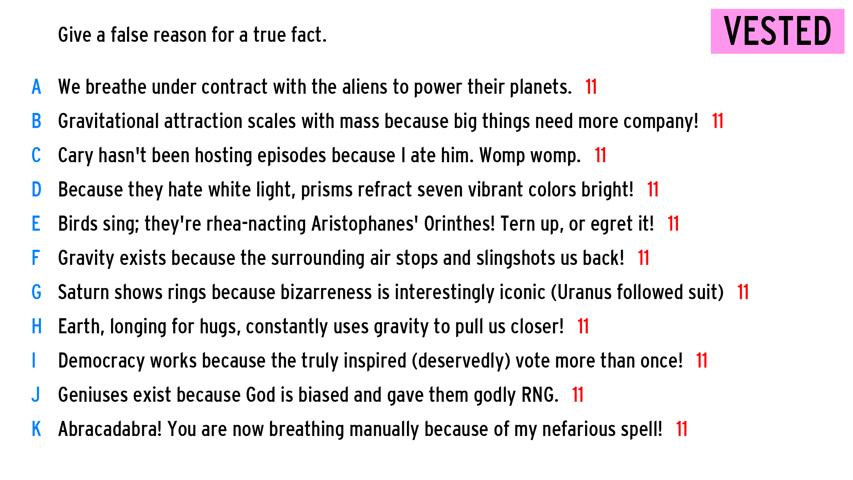 Give a false reason for a true fact.
VESTED
A We breathe under contract with the aliens to power their planets. 11
B Gravitational attraction scales with mass because big things need more company! 11
C Cary hasn't been hosting episodes because I ate him. Womp womp. 11
D Because they hate white light, prisms refract seven vibrant colors bright! 11
E Birds sing; they're rhea-nacting Aristophanes' Orinthes! Tern up, or egret it! 11
F Gravity exists because the surrounding air stops and slingshots us back! 11
G Saturn shows rings because bizarreness is interestingly iconic (Uranus followed suit) 11
H Earth, longing for hugs, constantly uses gravity to pull us closer! 11
I Democracy works because the truly inspired (deservedly) vote more than once! 11
J Geniuses exist because God is biased and gave them godly RNG. 11
K Abracadabra! You are now breathing manually because of my nefarious spell! 11